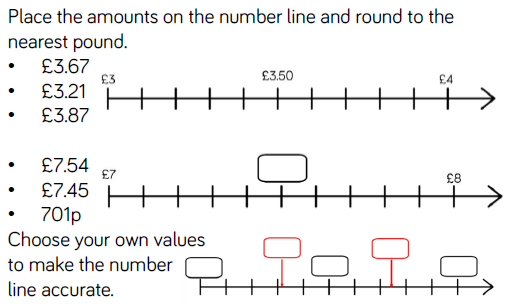 Place the amounts on the number line and round to the
nearest pound.
• £3.67
• £3.21
• £3.87
£3 £3.50 £4
• £7.54
• £7.45
• 701p
£7 £8
Choose your own values
to make the number
line accurate.